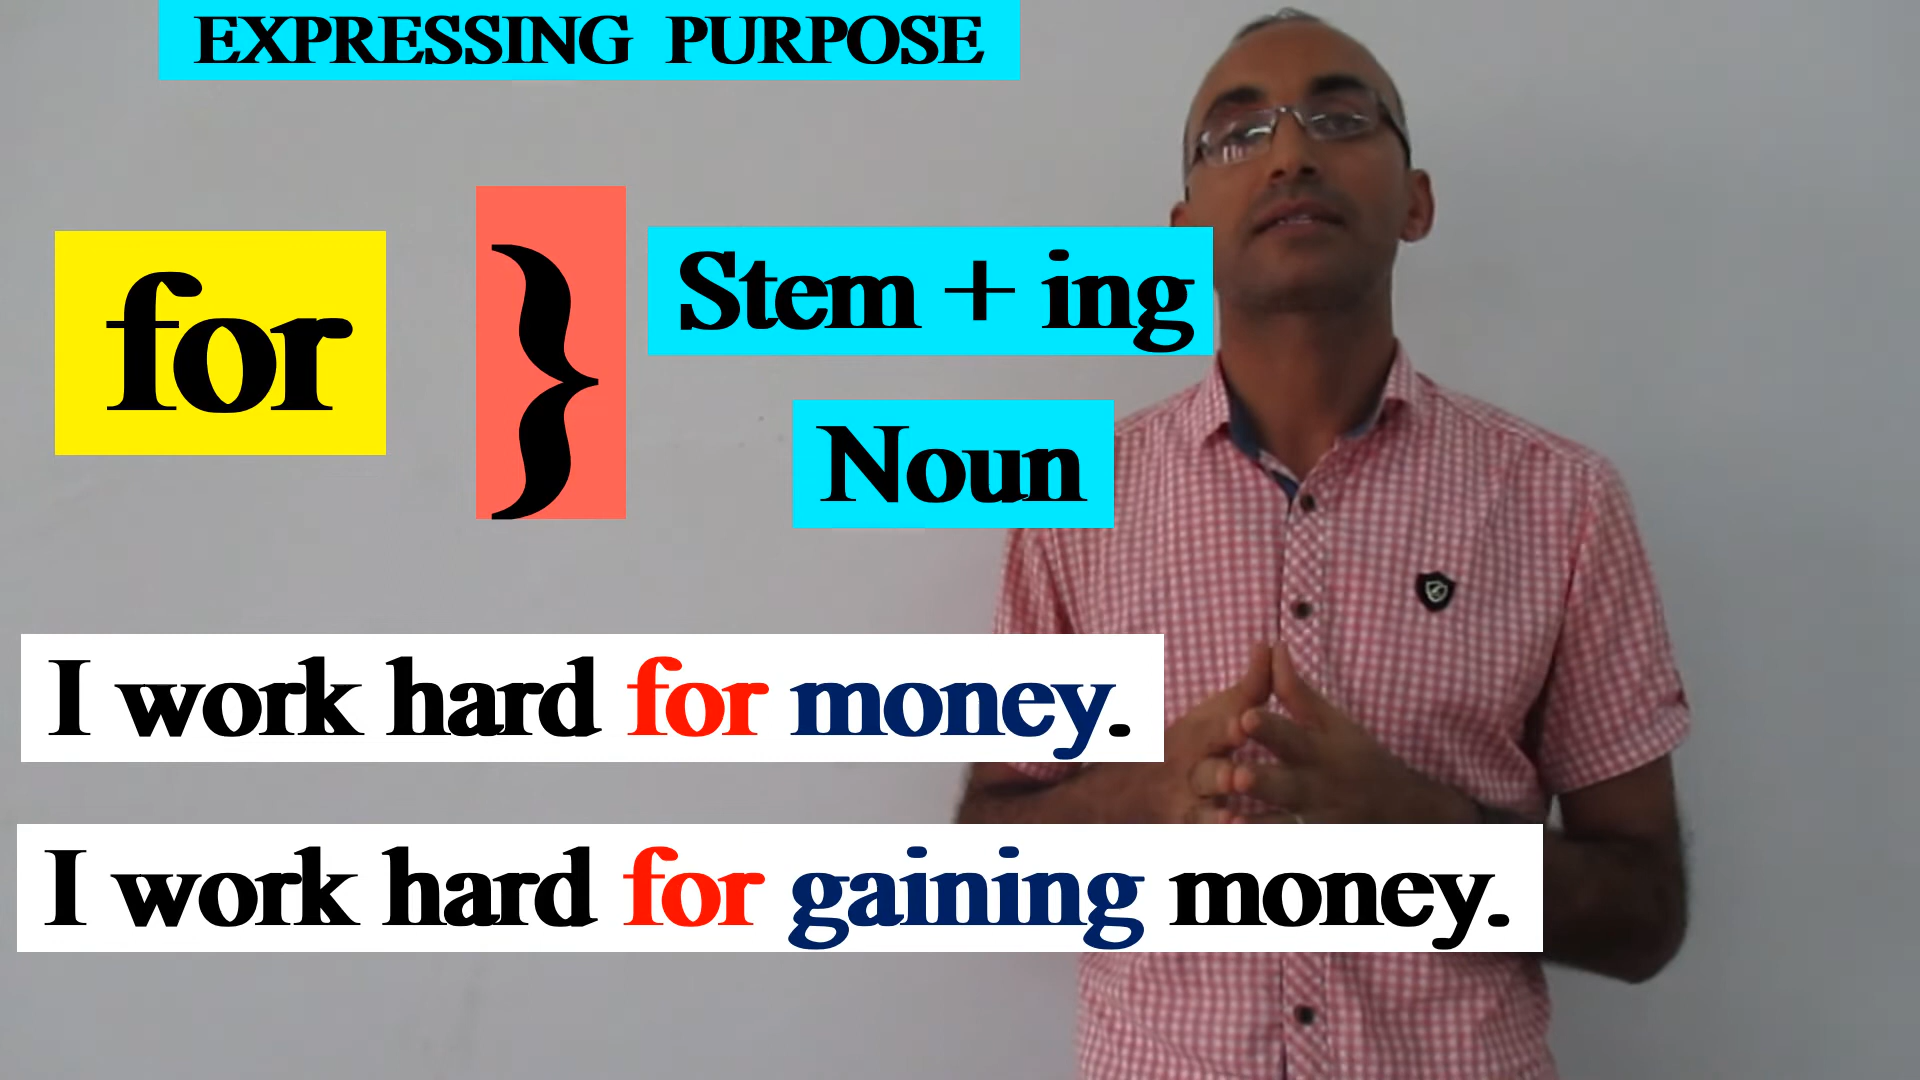 EXPRESSING PURPOSE
for } Stem + ing
Noun
I work hard for money.
I work hard for gaining money.